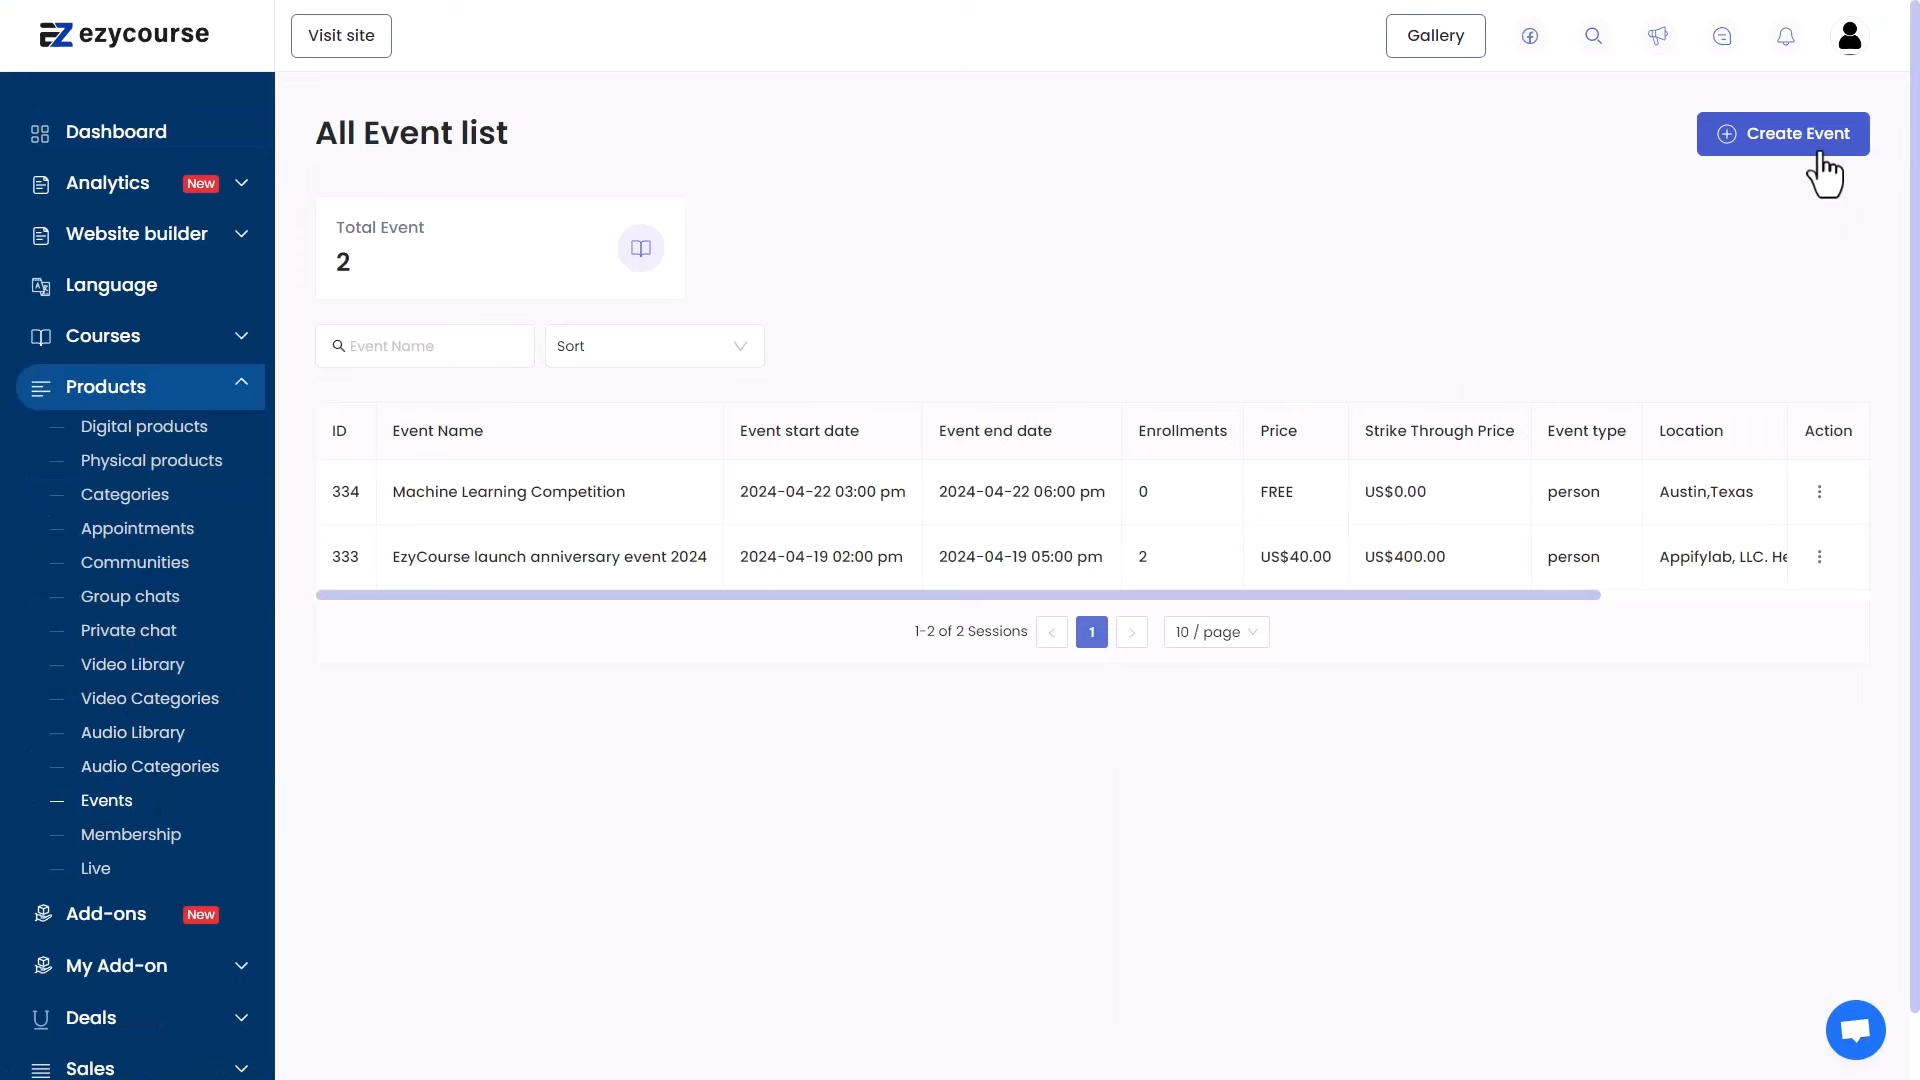 EZ ezycourse
Visit site
Gallery
Dashboard
Analytics New
Website builder
Language
Courses
Products
Digital products
Physical products
Categories
Appointments
Communities
Group chats
Private chat
Video Library
Video Categories
Audio Library
Audio Categories
Events
Membership
Live
Add-ons New
My Add-on
Deals
Sales
All Event list
Create Event
Total Event
2
Event Name
Sort
ID Event Name Event start date Event end date Enrollments Price Strike Through Price Event type Location Action
334 Machine Learning Competition 2024-04-22 03:00 pm 2024-04-22 06:00 pm 0 FREE US$0.00 person Austin,Texas
333 EzyCourse launch anniversary event 2024 2024-04-19 02:00 pm 2024-04-19 05:00 pm 2 US$40.00 US$400.00 person Appifylab, LLC. He
1-2 of 2 Sessions < 1 > 10 / page